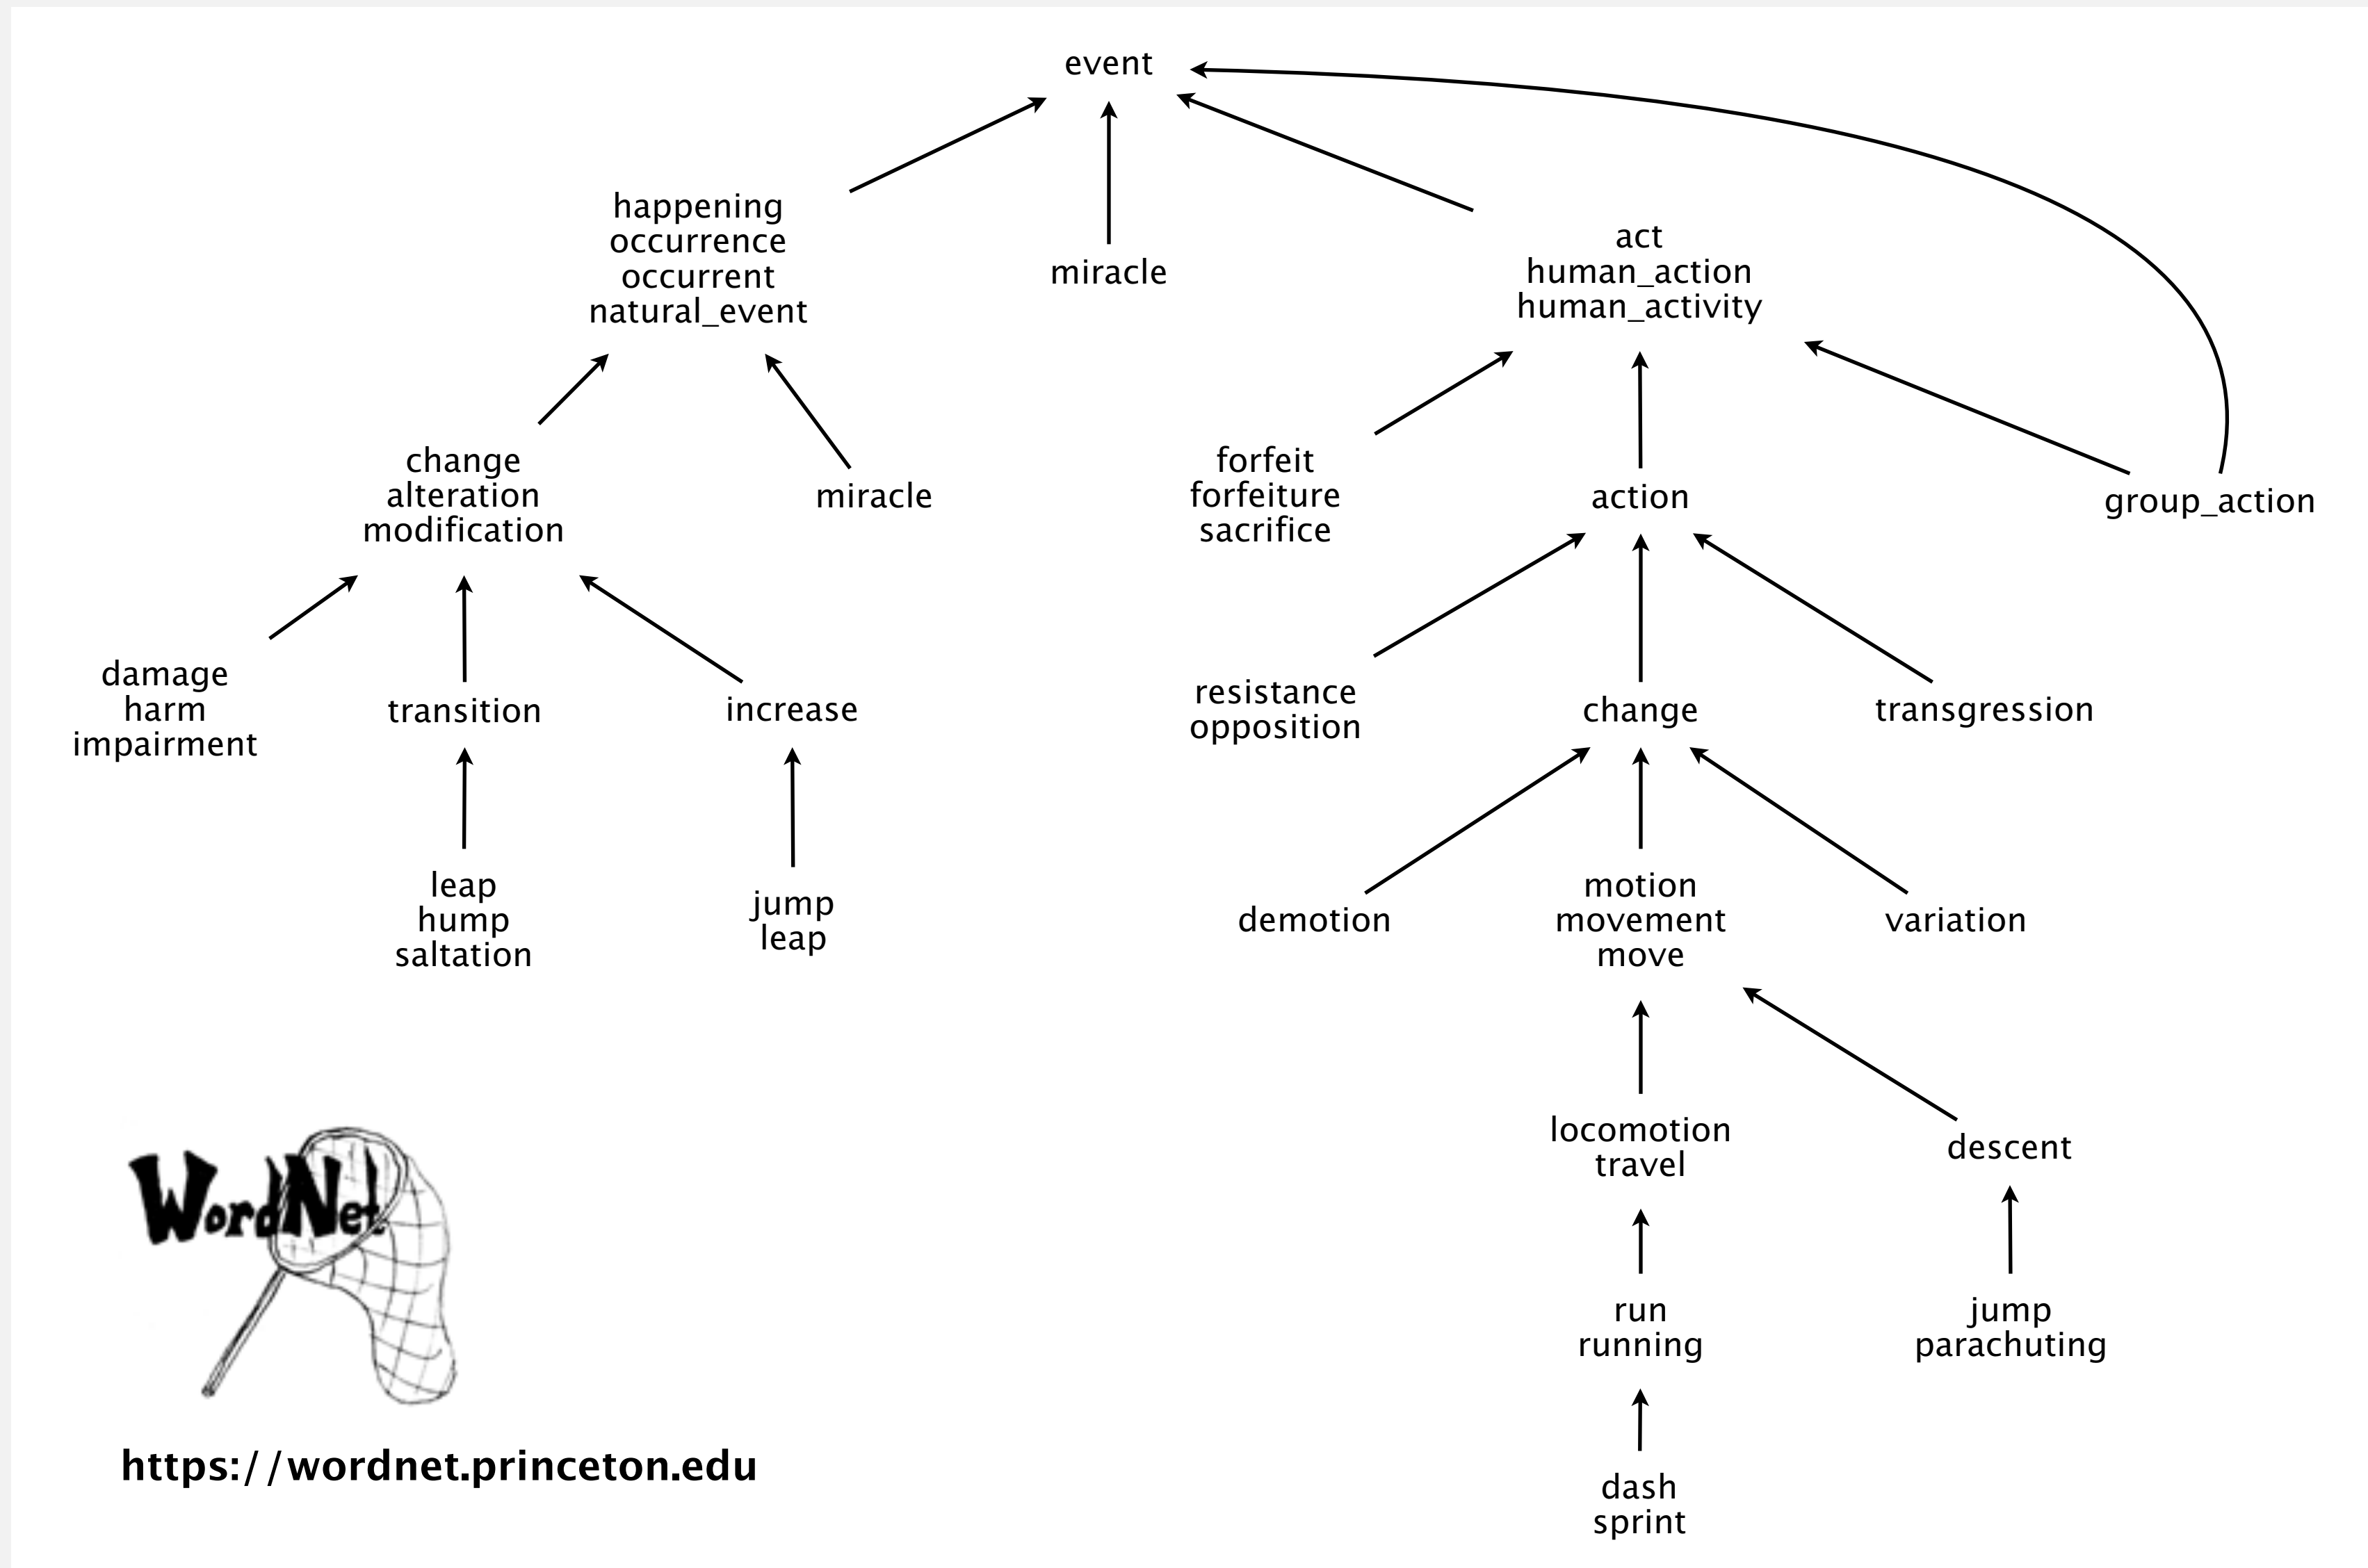 event
happening
occurrence
occurrent
natural_event
miracle
act
human_action
human_activity
change
alteration
modification
miracle
forfeit
forfeiture
sacrifice
action
group_action
damage
harm
impairment
transition
increase
resistance
opposition
change
transgression
leap
hump
saltation
jump
leap
demotion
motion
movement
move
variation
locomotion
travel
descent
WordNet
run
running
jump
parachuting
https://wordnet.princeton.edu
dash
sprint